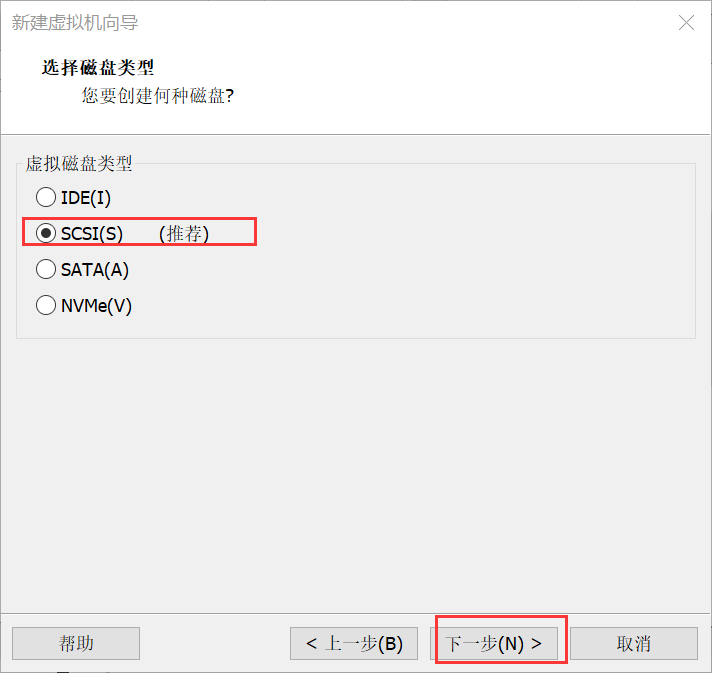 新建虚拟机向导
选择磁盘类型
您要创建何种磁盘?
虚拟磁盘类型
IDE(I)
SCSI(S) (推荐)
SATA(A)
NVMe(V)
帮助 < 上一步(B) 下一步(N) > 取消